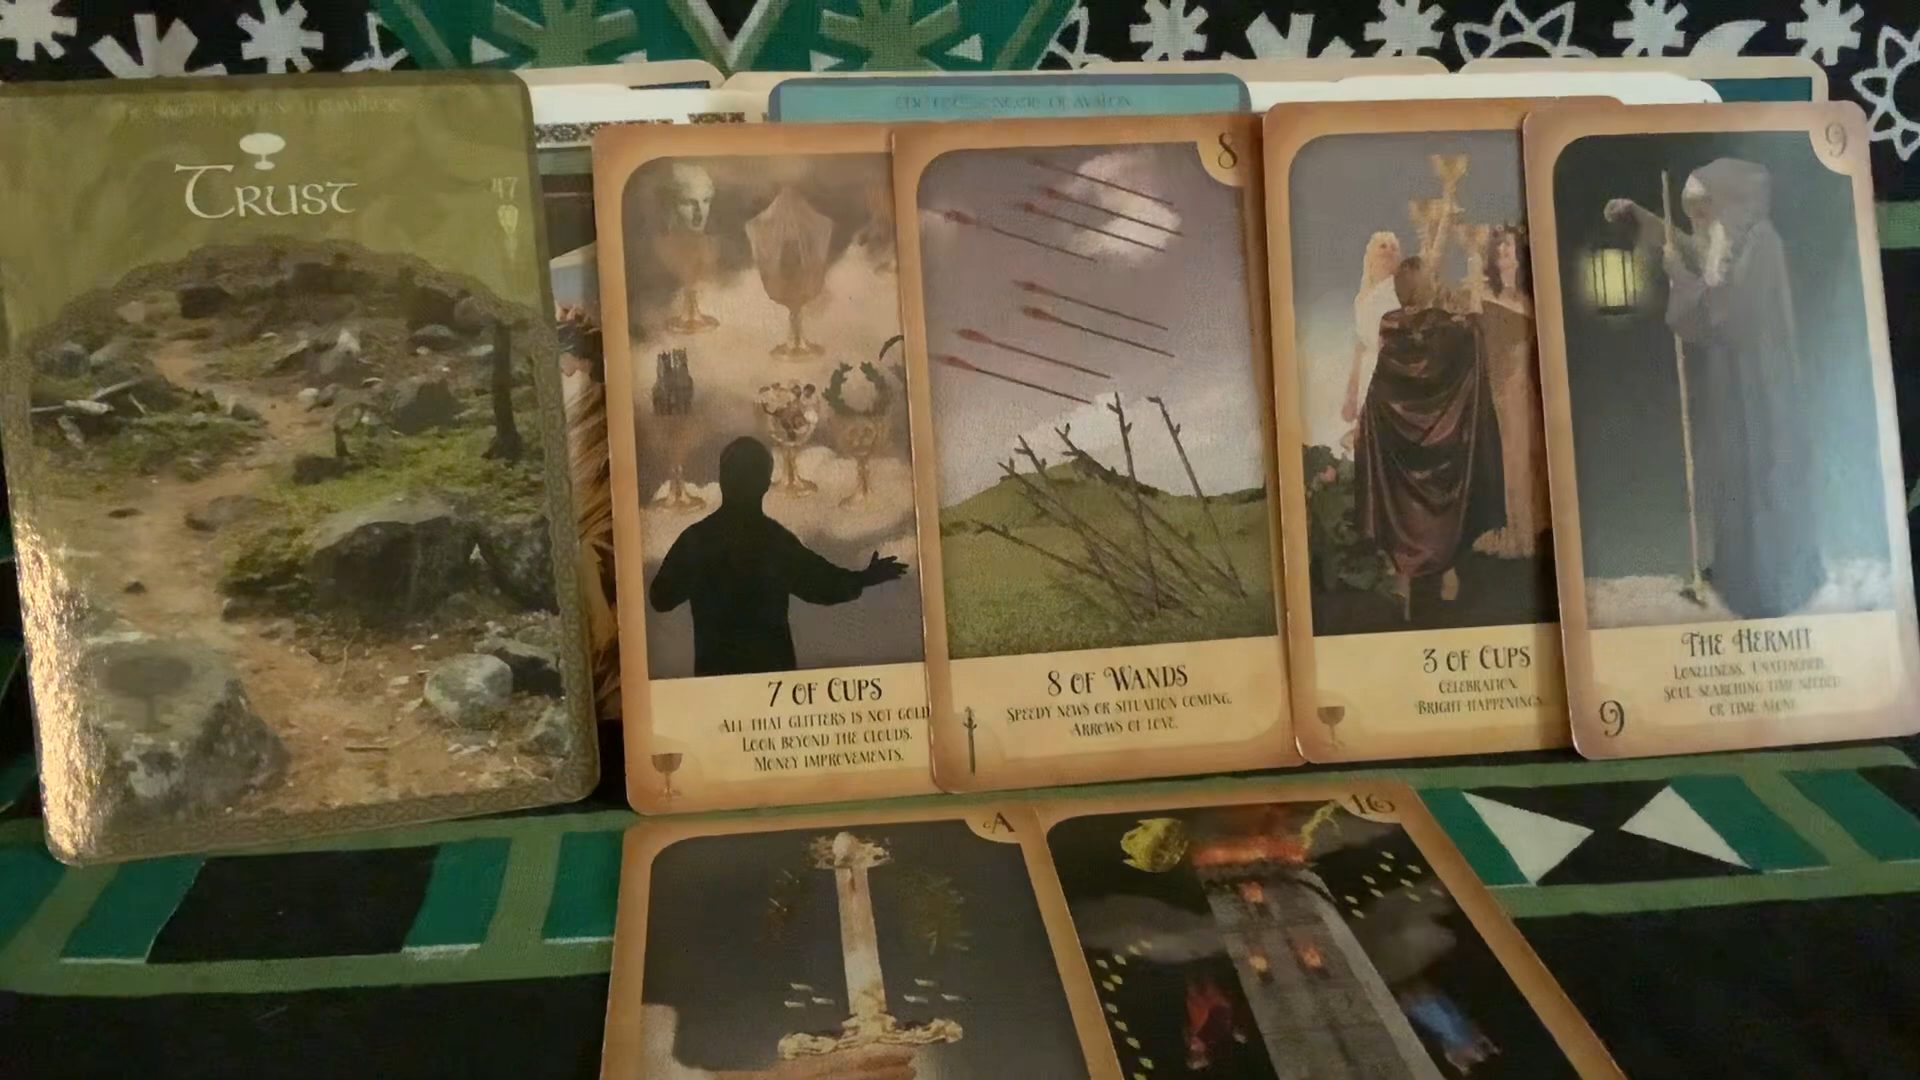 TRUST
47
7 OF CUPS
ALL THAT GLITTERS IS NOT GOLD
LOOK BEYOND THE CLOUDS.
MONEY IMPROVEMENTS.
8
8 OF WANDS
SPEEDY NEWS OR SITUATION COMING.
ARROWS OF LOVE.
3 OF CUPS
CELEBRATION.
BRIGHT HAPPENINGS
9
THE HERMIT
LONELINESS. UNATTACHED.
SOUL SEARCHING TIME NEEDED
OR TIME ALONE
9
A
16